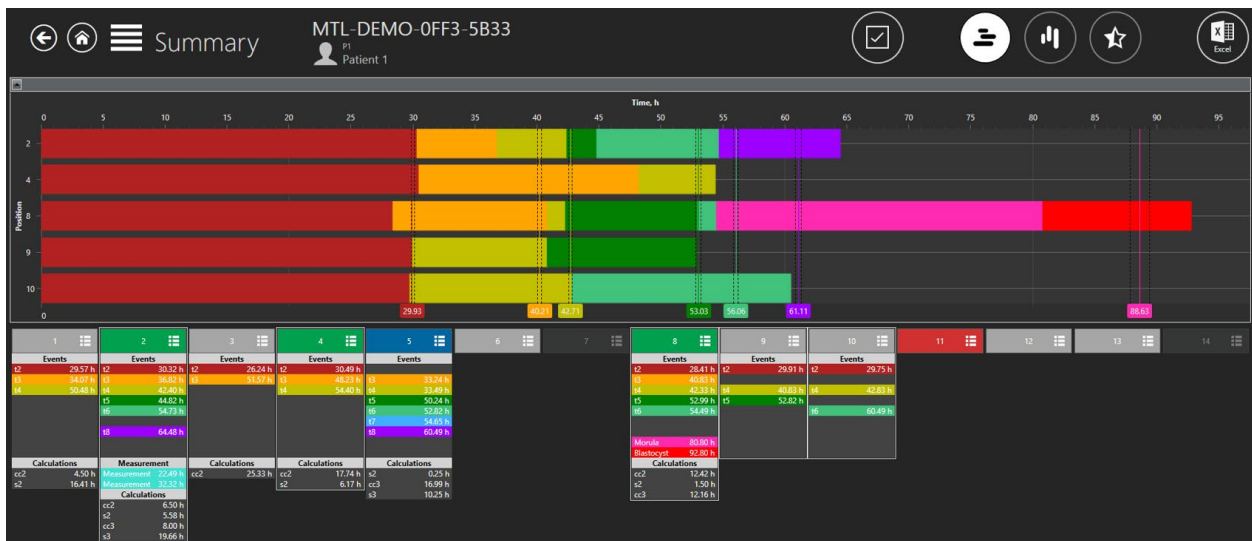 Summary
MTL-DEMO-0FF3-5B33
P1
Patient 1
Excel
Time, h
0 5 10 15 20 25 30 35 40 45 50 55 60 65 70 75 80 85 90 95
Position
2
4
8
9
10
0
29.93 40.21 42.71 53.03 56.06 61.11 88.63
1 2 3 4 5 6 7 8 9 10 11 12 13 14
Events Events Events Events Events Events Events Events
t2 29.57 h t2 30.32 h t2 26.24 h t2 30.49 h t2 28.41 h t2 29.91 h t2 29.75 h
t3 34.07 h t3 36.82 h t3 51.57 h t3 48.23 h t3 33.24 h t3 40.83 h
t4 50.48 h t4 42.40 h t4 54.40 h t4 33.49 h t4 42.33 h t4 40.83 h t4 42.83 h
t5 44.82 h t5 50.24 h t5 52.99 h t5 52.82 h
t6 54.73 h t6 52.82 h t6 54.49 h t6 60.49 h
t7 54.65 h
t8 64.48 h t8 60.49 h
Morula 80.80 h
Blastocyst 92.80 h
Calculations Measurement Calculations Calculations Calculations Calculations
cc2 4.50 h Measurement 22.49 h cc2 25.33 h cc2 17.74 h s2 0.25 h cc2 12.42 h
s2 16.41 h Measurement 32.32 h s2 6.17 h cc3 16.99 h s2 1.50 h
Calculations s3 10.25 h cc3 12.16 h
cc2 6.50 h
s2 5.58 h
cc3 8.00 h
s3 19.66 h